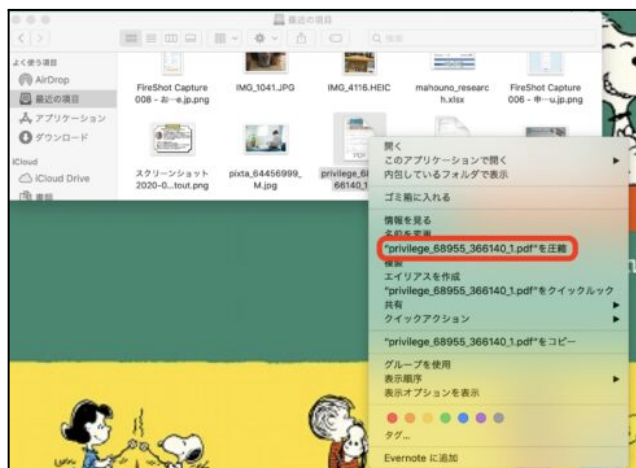 最近の項目
検索
よく使う項目
AirDrop
最近の項目
アプリケーション
ダウンロード
iCloud
iCloud Drive
書類
FireShot Capture
008 - お…e.jp.png
IMG_1041.JPG
IMG_4116.HEIC
mahouno_researc
h.xlsx
FireShot Capture
006 - 申…u.jp.png
スクリーンショット
2020-0...tout.png
pixta_64456999_
M.jpg
PDF
開く
このアプリケーションで開く
内包しているフォルダで表示
ゴミ箱に入れる
情報を見る
名前を変更
"privilege_68955_366140_1.pdf"を圧縮
複製
エイリアスを作成
"privilege_68955_366140_1.pdf"をクイックルック
共有
クイックアクション
"privilege_68955_366140_1.pdf"をコピー
グループを使用
表示順序
表示オプションを表示
タグ...
Evernote に追加